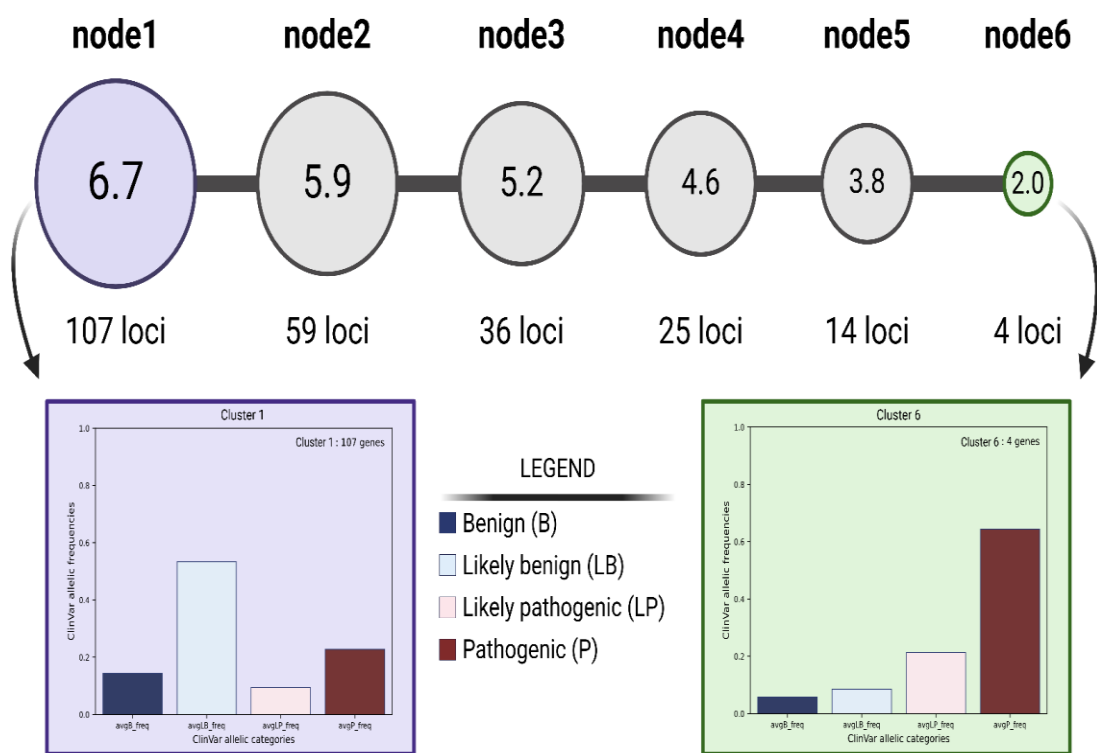 node1 node2 node3 node4 node5 node6
6.7 5.9 5.2 4.6 3.8 2.0
107 loci 59 loci 36 loci 25 loci 14 loci 4 loci
Cluster 1
Cluster 1 : 107 genes
1.0
0.8
0.6
0.4
0.2
0.0
ClinVar allelic frequencies
avgB_freq avgLB_freq avgLP_freq avgP_freq
ClinVar allelic categories
LEGEND
Benign (B)
Likely benign (LB)
Likely pathogenic (LP)
Pathogenic (P)
Cluster 6
Cluster 6 : 4 genes
1.0
0.8
0.6
0.4
0.2
0.0
ClinVar allelic frequencies
avgB_freq avgLB_freq avgLP_freq avgP_freq
ClinVar allelic categories